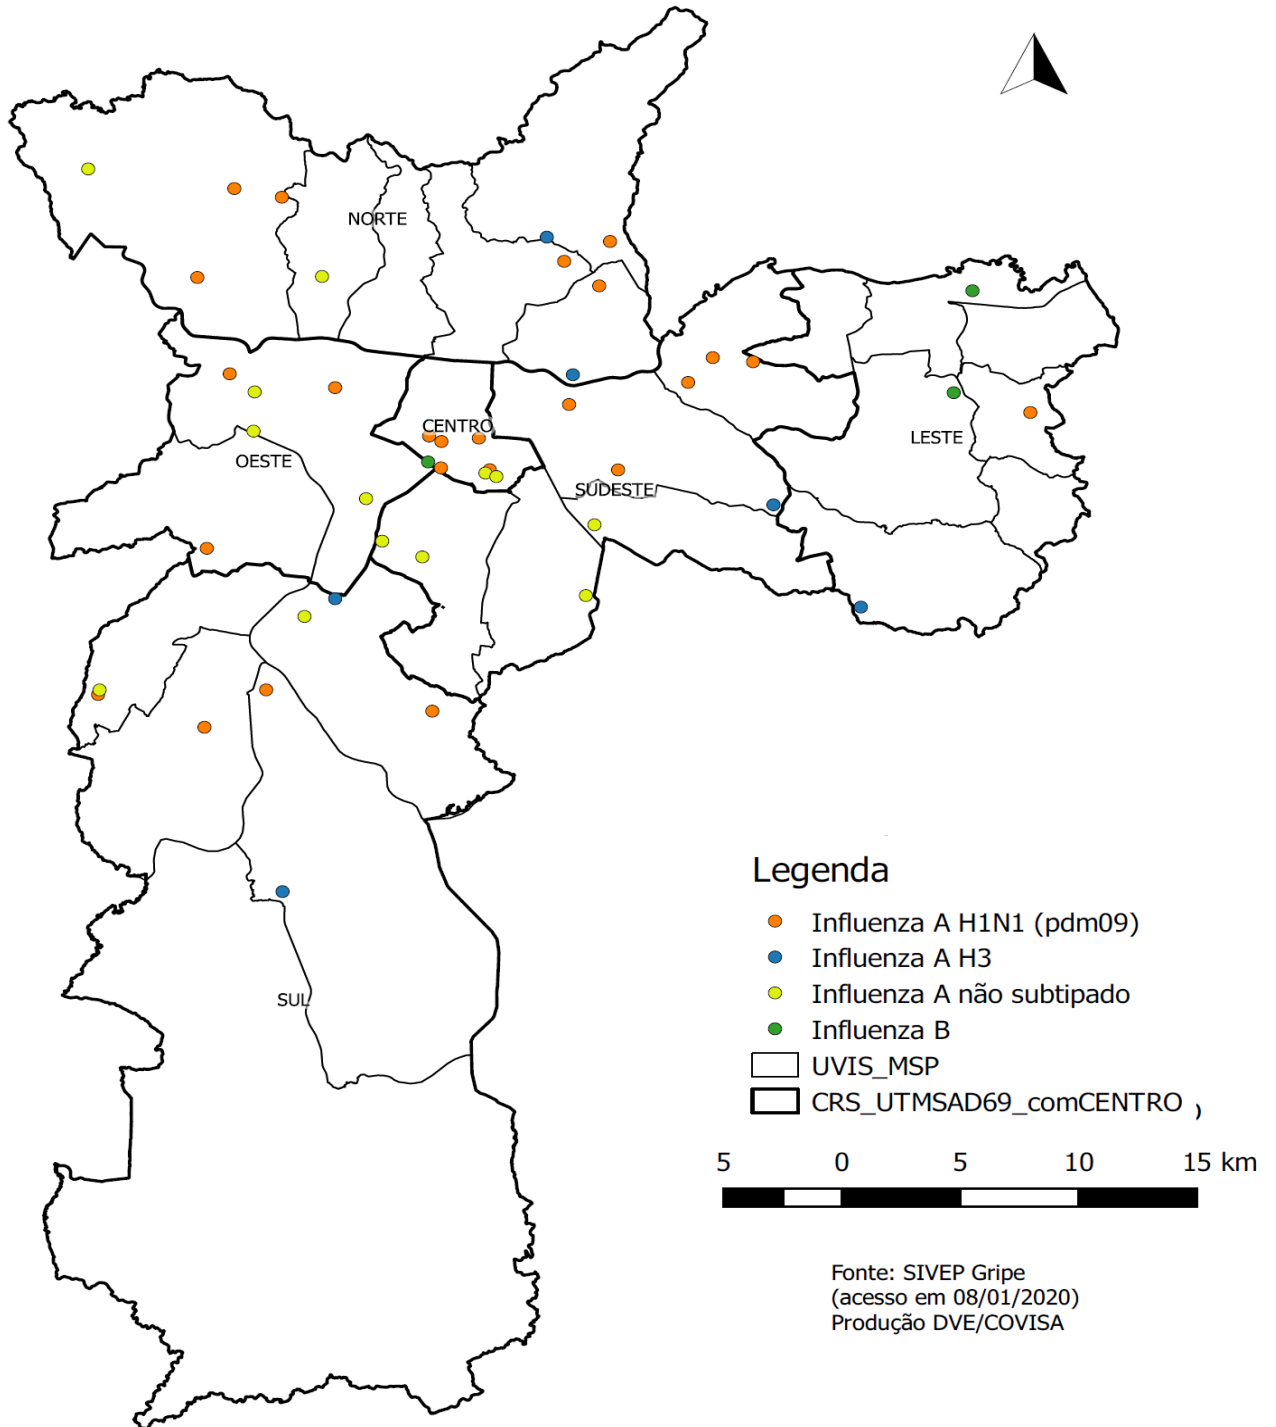 NORTE
CENTRO
LESTE
OESTE
SUDESTE
SUL
Legenda
Influenza A H1N1 (pdm09)
Influenza A H3
Influenza A não subtipado
Influenza B
UVIS_MSP
CRS_UTMSAD69_comCENTRO
5 0 5 10 15 km
Fonte: SIVEP Gripe
(acesso em 08/01/2020)
Produção DVE/COVISA